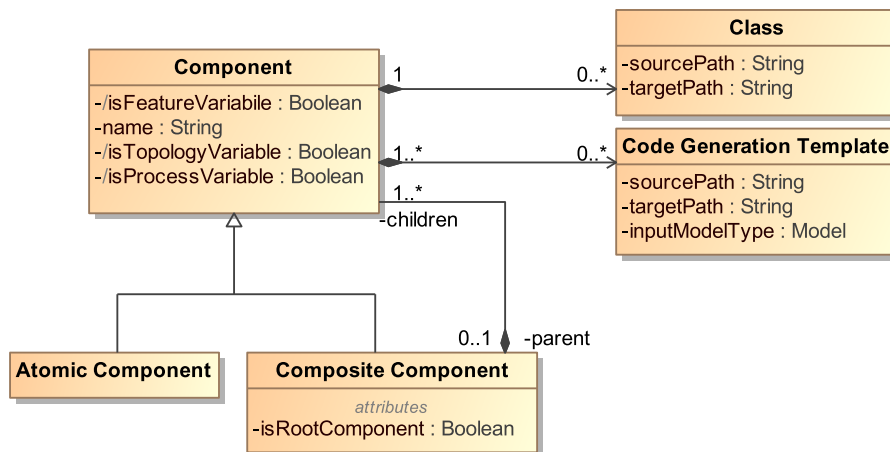 Class
-sourcePath : String
-targetPath : String
Component
-/isFeatureVariabile : Boolean
-name : String
-/isTopologyVariable : Boolean
-/isProcessVariable : Boolean
1
0..*
1..*
0..*
Code Generation Template
-sourcePath : String
-targetPath : String
-inputModelType : Model
1..*
-children
0..1
-parent
Atomic Component
Composite Component
attributes
-isRootComponent : Boolean